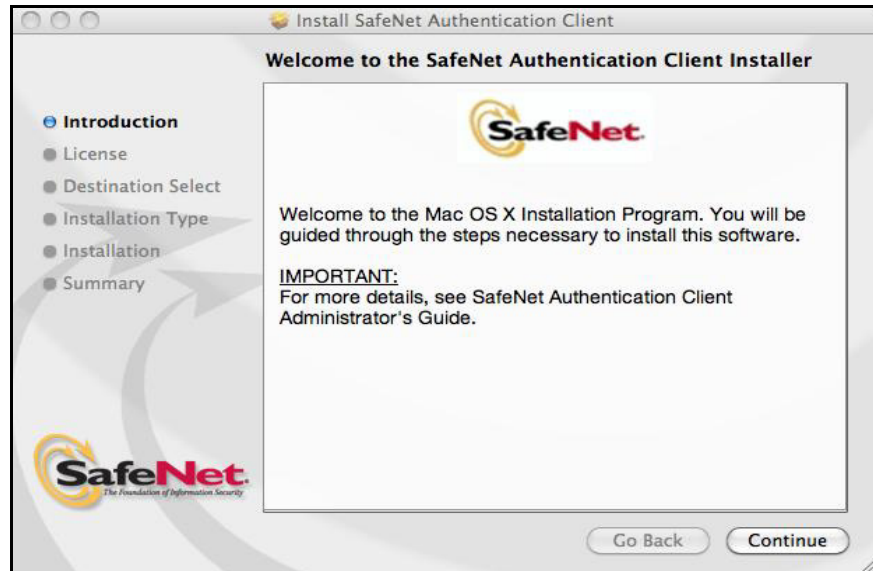 Install SafeNet Authentication Client
Welcome to the SafeNet Authentication Client Installer
Introduction
License
Destination Select
Installation Type
Installation
Summary
SafeNet.
The Foundation of Information Security
SafeNet.
Welcome to the Mac OS X Installation Program. You will be
guided through the steps necessary to install this software.
IMPORTANT:
For more details, see SafeNet Authentication Client
Administrator's Guide.
Go Back
Continue